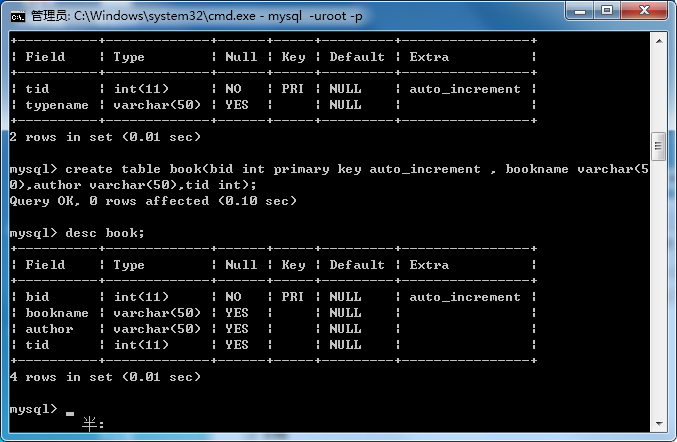 管理员: C:\Windows\system32\cmd.exe - mysql  -uroot -p
+----------+-------------+------+-----+---------+----------------+
| Field    | Type        | Null | Key | Default | Extra          |
+----------+-------------+------+-----+---------+----------------+
| tid      | int(11)     | NO   | PRI | NULL    | auto_increment |
| typename | varchar(50) | YES  |     | NULL    |                |
+----------+-------------+------+-----+---------+----------------+
2 rows in set (0.01 sec)
mysql> create table book(bid int primary key auto_increment , bookname varchar(5
0),author varchar(50),tid int);
Query OK, 0 rows affected (0.10 sec)
mysql> desc book;
+----------+-------------+------+-----+---------+----------------+
| Field    | Type        | Null | Key | Default | Extra          |
+----------+-------------+------+-----+---------+----------------+
| bid      | int(11)     | NO   | PRI | NULL    | auto_increment |
| bookname | varchar(50) | YES  |     | NULL    |                |
| author   | varchar(50) | YES  |     | NULL    |                |
| tid      | int(11)     | YES  |     | NULL    |                |
+----------+-------------+------+-----+---------+----------------+
4 rows in set (0.01 sec)
mysql> _
半: